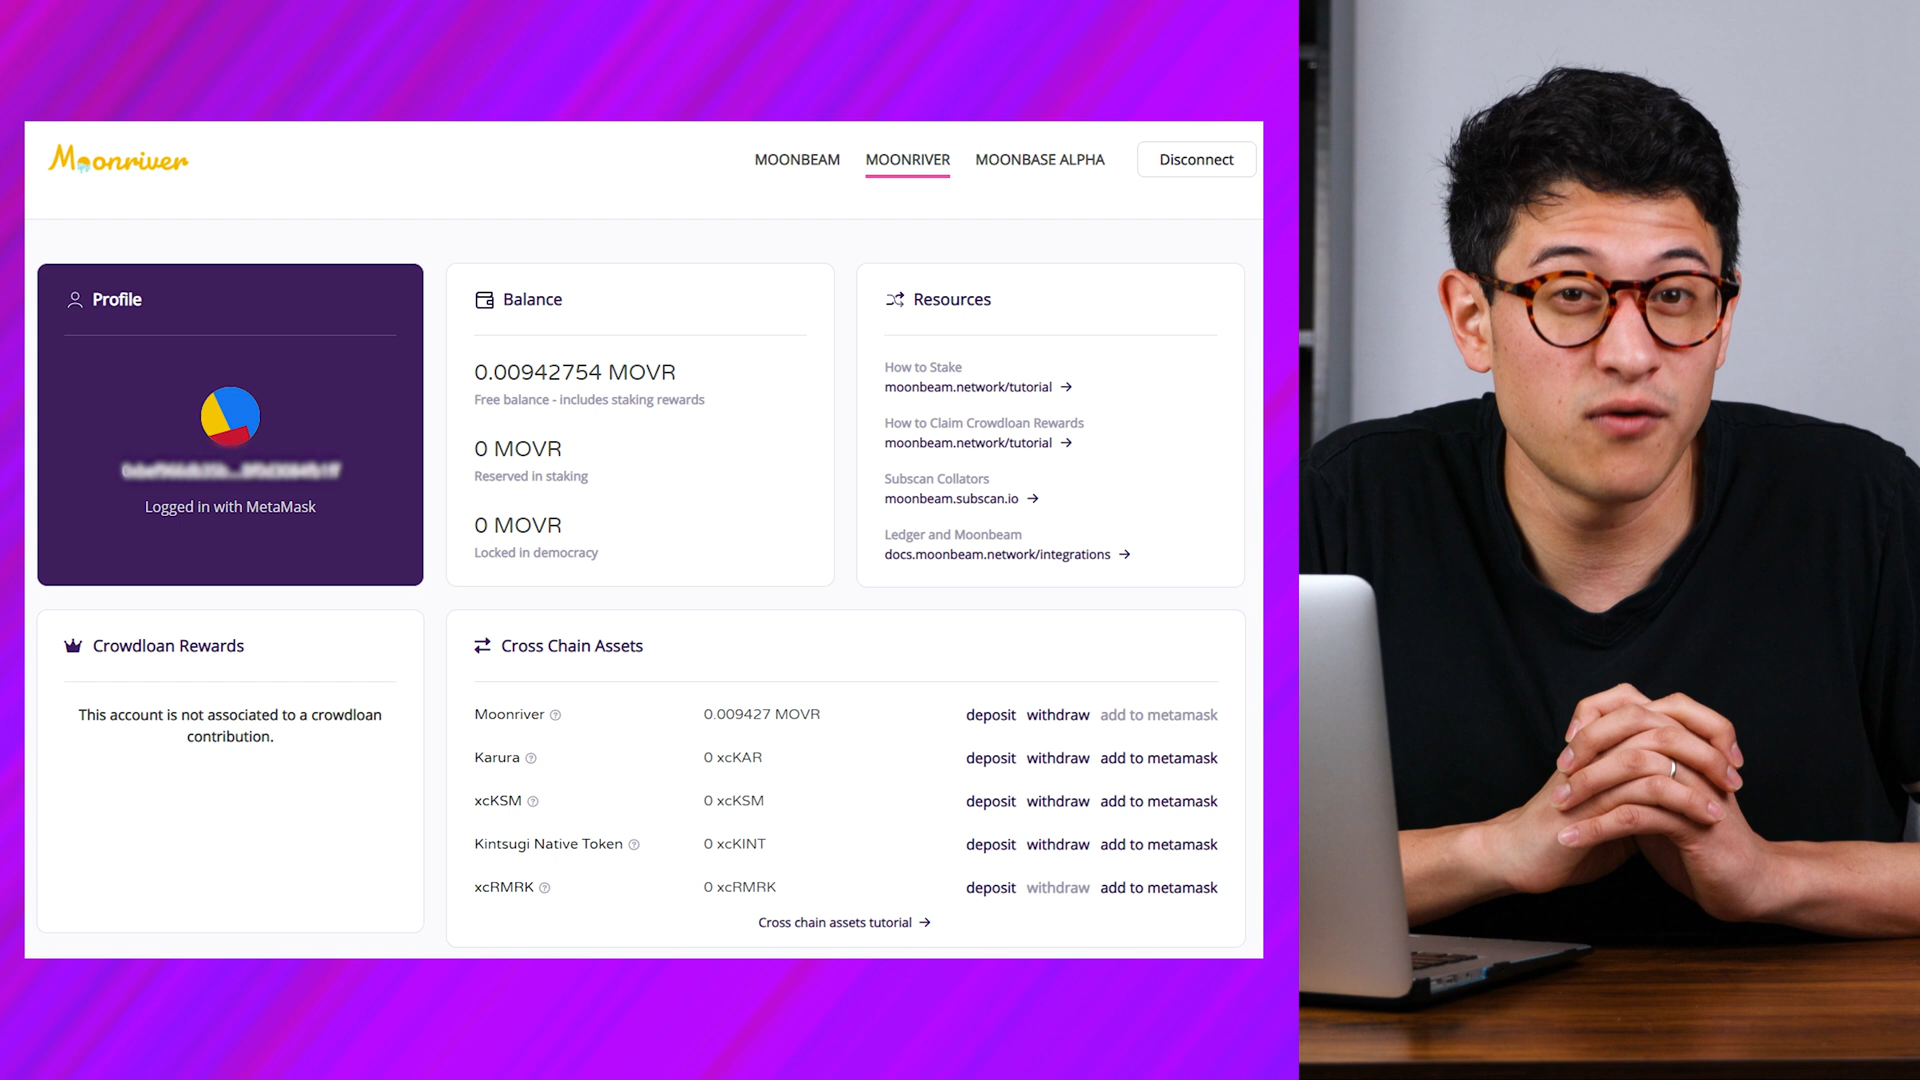 Moonriver
MOONBEAM MOONRIVER MOONBASE ALPHA Disconnect
Profile
Logged in with MetaMask
Balance
0.00942754 MOVR
Free balance - includes staking rewards
0 MOVR
Reserved in staking
0 MOVR
Locked in democracy
Resources
How to Stake
moonbeam.network/tutorial →
How to Claim Crowdloan Rewards
moonbeam.network/tutorial →
Subscan Collators
moonbeam.subscan.io →
Ledger and Moonbeam
docs.moonbeam.network/integrations →
Crowdloan Rewards
This account is not associated to a crowdloan
contribution.
Cross Chain Assets
Moonriver 0.009427 MOVR deposit withdraw add to metamask
Karura 0 xcKAR deposit withdraw add to metamask
xcKSM 0 xcKSM deposit withdraw add to metamask
Kintsugi Native Token 0 xcKINT deposit withdraw add to metamask
xcRMRK 0 xcRMRK deposit withdraw add to metamask
Cross chain assets tutorial →